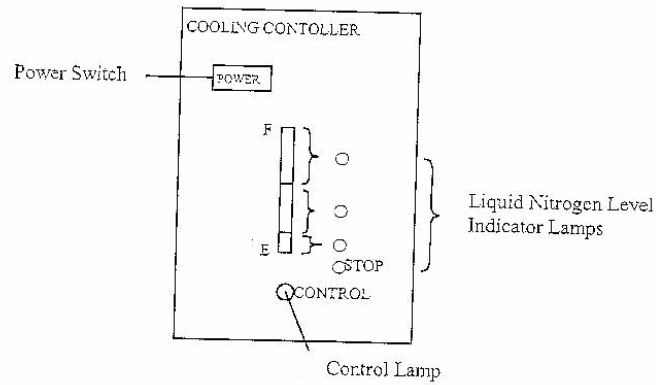 COOLING CONTOLLER
Power Switch
POWER
F
Liquid Nitrogen Level
Indicator Lamps
E
STOP
CONTROL
Control Lamp